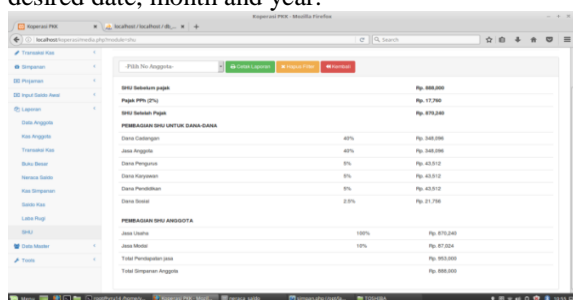 desired date, month and year.
Koperasi PKK - Mozilla Firefox
Koperasi PKK × localhost / localhost / db_... × +
localhost/koperasi/media.php?module=shu Search
Transaksi Kas
Simpanan
Pinjaman
Input Saldo Awal
Laporan
Data Anggota
Kas Anggota
Transaksi Kas
Buku Besar
Neraca Saldo
Kas Simpanan
Saldo Kas
Laba Rugi
SHU
Data Master
Tools
-Pilih No Anggota- Cetak Laporan Hapus Filter Kembali
SHU Sebelum pajak Rp. 888,000
Pajak PPh (2%) Rp. 17,760
SHU Setelah Pajak Rp. 870,240
PEMBAGIAN SHU UNTUK DANA-DANA
Dana Cadangan 40% Rp. 348,096
Jasa Anggota 40% Rp. 348,096
Dana Pengurus 5% Rp. 43,512
Dana Karyawan 5% Rp. 43,512
Dana Pendidikan 5% Rp. 43,512
Dana Sosial 2.5% Rp. 21,756
PEMBAGIAN SHU ANGGOTA
Jasa Usaha 100% Rp. 870,240
Jasa Modal 10% Rp. 87,024
Total Pendapatan jasa Rp. 953,000
Total Simpanan Anggota Rp. 888,000
Menu Koperasi PKK - Mozil... neraca_saldo TOSHIBA